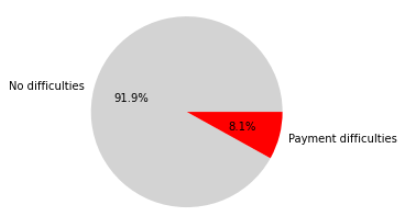 No difficulties
91.9%
8.1%
Payment difficulties